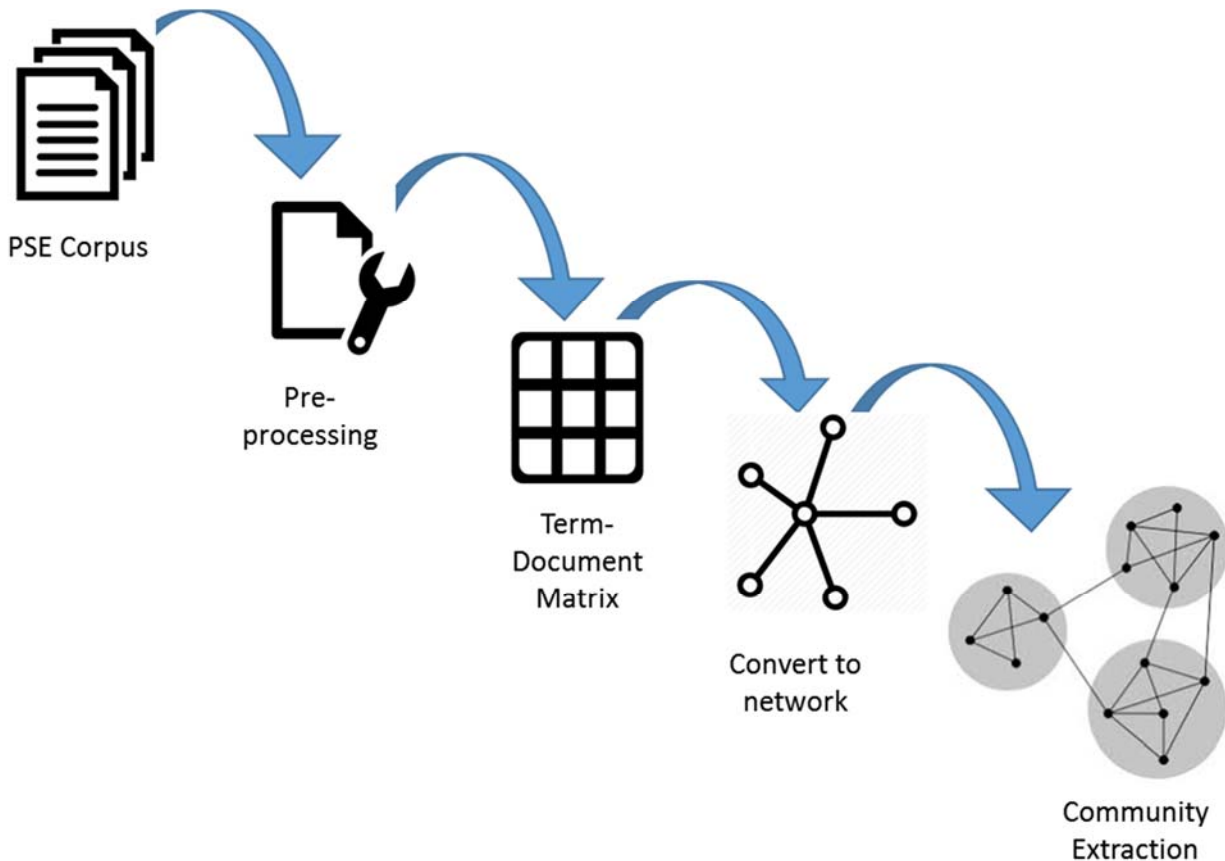 PSE Corpus
Pre-
processing
Term-
Document
Matrix
Convert to
network
Community
Extraction